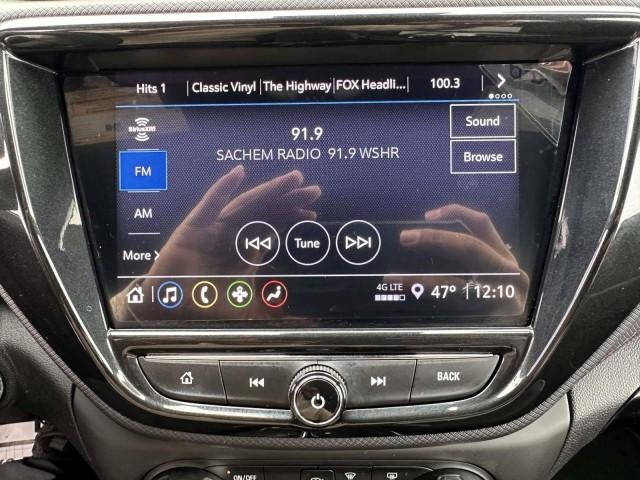 Hits 1 Classic Vinyl The Highway FOX Headli... 100.3
SiriusXM
91.9
Sound
SACHEM RADIO 91.9 WSHR
Browse
FM
AM
Tune
More
4G LTE
47° 12:10
BACK
ON/OFF